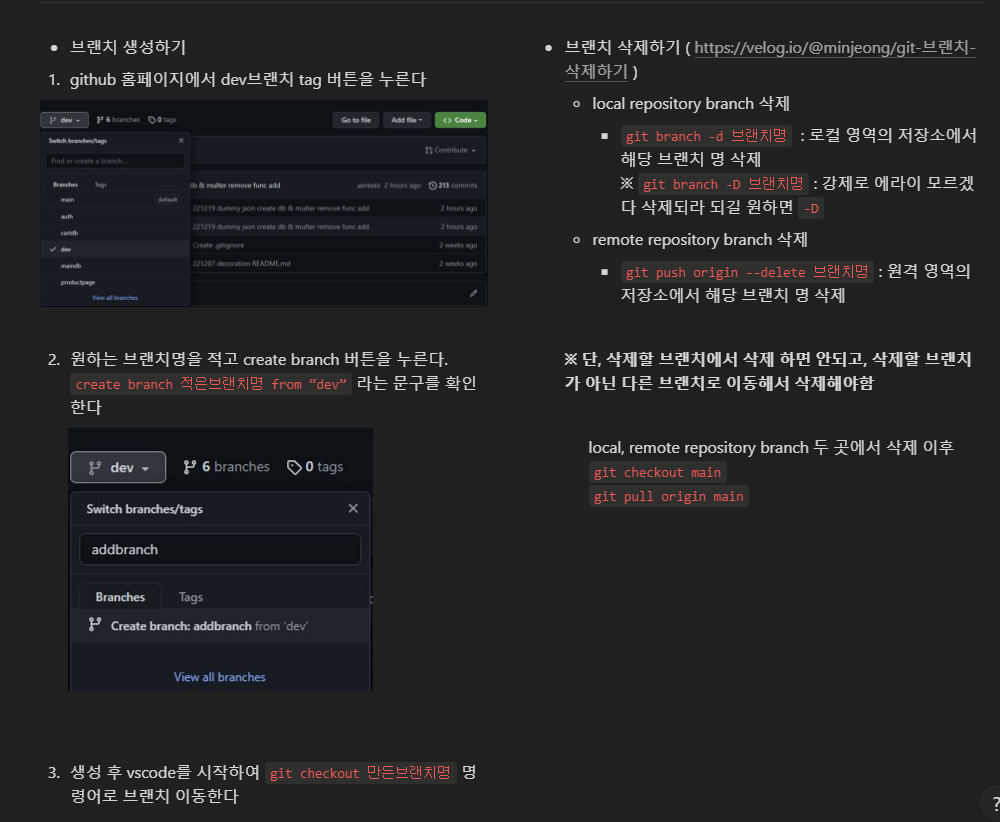 브랜치 생성하기
1. github 홈페이지에서 dev브랜치 tag 버튼을 누른다
dev
6 branches
0 tags
Go to file
Add file
Code
Switch branches/tags
Find or create a branch...
Contribute
Branches
Tags
main
default
auth
cartdb
dev
maindb
productpage
View all branches
db & multer remove func add
2 hours ago
213 commits
221219 dummy json create db & multer remove func add
2 hours ago
221219 dummy json create db & multer remove func add
2 hours ago
Create .gitignore
2 weeks ago
221207 decoration README.md
2 weeks ago
2. 원하는 브랜치명을 적고 create branch 버튼을 누른다.
create branch 적은브랜치명 from “dev” 라는 문구를 확인
한다
dev
6 branches
0 tags
Switch branches/tags
addbranch
Branches
Tags
Create branch: addbranch from 'dev'
View all branches
3. 생성 후 vscode를 시작하여 git checkout 만든브랜치명 명
령어로 브랜치 이동한다
브랜치 삭제하기 ( https://velog.io/@minjeong/git-브랜치-
삭제하기 )
local repository branch 삭제
git branch -d 브랜치명 : 로컬 영역의 저장소에서
해당 브랜치 명 삭제
※ git branch -D 브랜치명 : 강제로 에라이 모르겠
다 삭제되라 되길 원하면 -D
remote repository branch 삭제
git push origin --delete 브랜치명 : 원격 영역의
저장소에서 해당 브랜치 명 삭제
※ 단, 삭제할 브랜치에서 삭제 하면 안되고, 삭제할 브랜치
가 아닌 다른 브랜치로 이동해서 삭제해야함
local, remote repository branch 두 곳에서 삭제 이후
git checkout main
git pull origin main
?